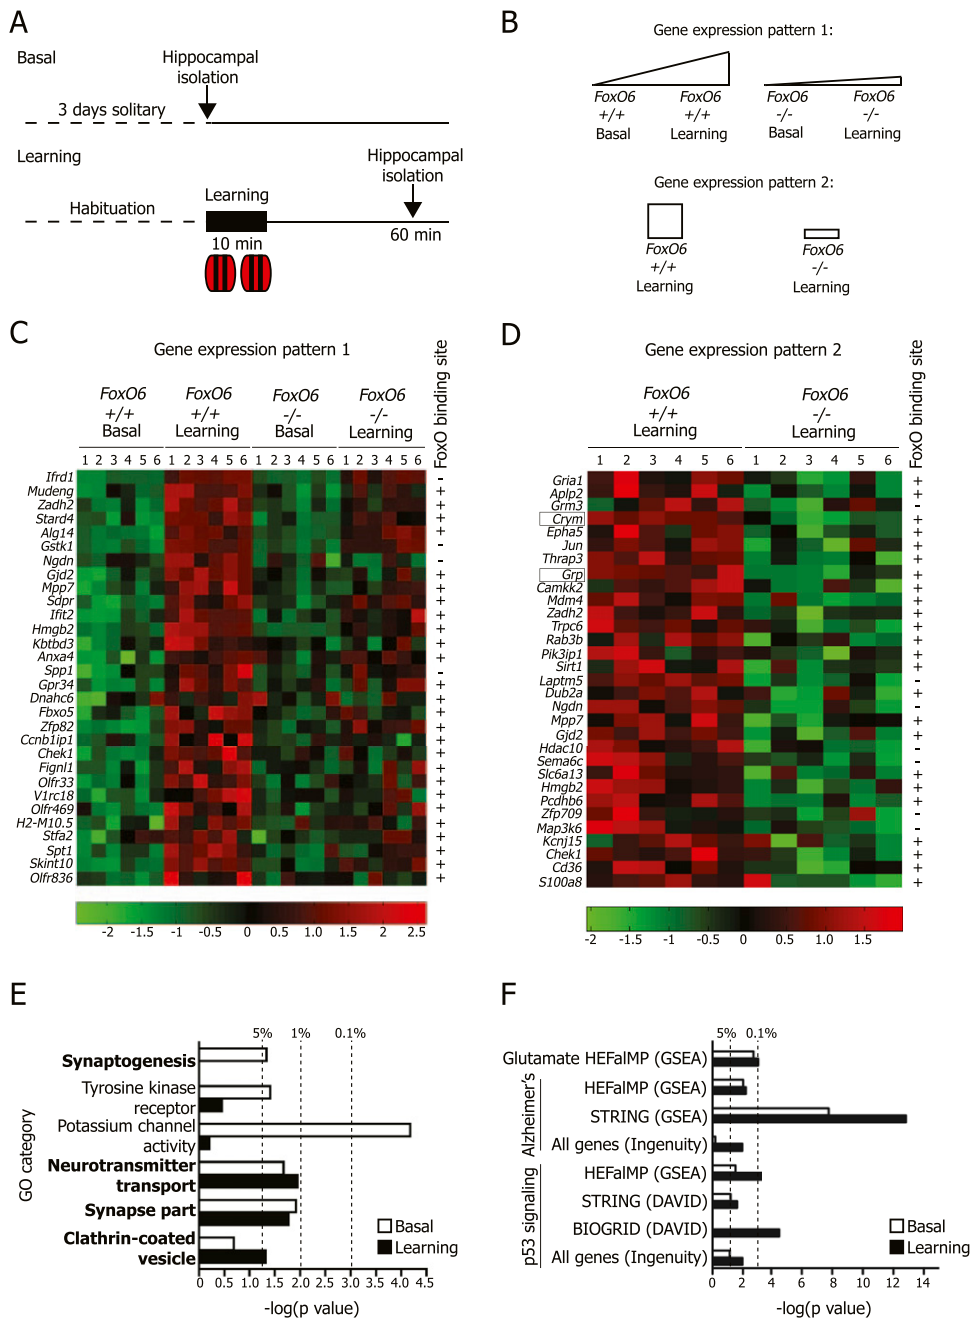 A
Basal
Hippocampal
isolation
3 days solitary
Learning
Hippocampal
isolation
Habituation
Learning
10 min
60 min
B
Gene expression pattern 1:
FoxO6 FoxO6 FoxO6 FoxO6
+/+ +/+ -/- -/-
Basal Learning Basal Learning
Gene expression pattern 2:
FoxO6 FoxO6
+/+ -/-
Learning Learning
C
Gene expression pattern 1
FoxO binding site
FoxO6 FoxO6 FoxO6 FoxO6
+/+ +/+ -/- -/-
Basal Learning Basal Learning
1 2 3 4 5 6 1 2 3 4 5 6 1 2 3 4 5 6 1 2 3 4 5 6
Ifrd1 -
Mudeng +
Zadh2 +
Stard4 +
Alg14 +
Gstk1 -
Ngdn -
Gjd2 +
Mpp7 +
Sdpr +
Ifit2 +
Hmgb2 +
Kbtbd3 +
Anxa4 +
Spp1 -
Gpr34 +
Dnahc6 +
Fbxo5 +
Zfp82 +
Ccnb1ip1 -
Chek1 +
Fignl1 +
Olfr33 +
V1rc18 +
Olfr469 +
H2-M10.5 +
Stfa2 +
Spt1 +
Skint10 +
Olfr836 +
-2 -1.5 -1 -0.5 0 0.5 1.0 1.5 2 2.5
D
Gene expression pattern 2
FoxO binding site
FoxO6 FoxO6
+/+ -/-
Learning Learning
1 2 3 4 5 6 1 2 3 4 5 6
Gria1 +
Aplp2 +
Grm3 -
Crym +
Epha5 +
Jun +
Thrap3 +
Grp +
Camkk2 +
Mdm4 +
Zadh2 +
Trpc6 +
Rab3b +
Pik3ip1 +
Sirt1 +
Laptm5 -
Dub2a +
Ngdn -
Mpp7 +
Gjd2 +
Hdac10 -
Sema6c -
Slc6a13 +
Hmgb2 +
Pcdhb6 +
Zfp709 -
Map3k6 -
Kcnj15 +
Chek1 +
Cd36 +
S100a8 +
-2 -1.5 -1 -0.5 0 0.5 1.0 1.5
E
5% 1% 0.1%
GO category
Synaptogenesis
Tyrosine kinase
receptor
Potassium channel
activity
Neurotransmitter
transport
Synapse part
Clathrin-coated
vesicle
Basal
Learning
0 0.5 1.0 1.5 2.0 2.5 3.0 3.5 4.0 4.5
-log(p value)
F
5% 0.1%
Glutamate HEFalMP (GSEA)
Alzheimer's
HEFalMP (GSEA)
STRING (GSEA)
All genes (Ingenuity)
p53 signaling
HEFalMP (GSEA)
STRING (DAVID)
BIOGRID (DAVID)
All genes (Ingenuity)
Basal
Learning
0 2 4 6 8 10 12 14
-log(p value)